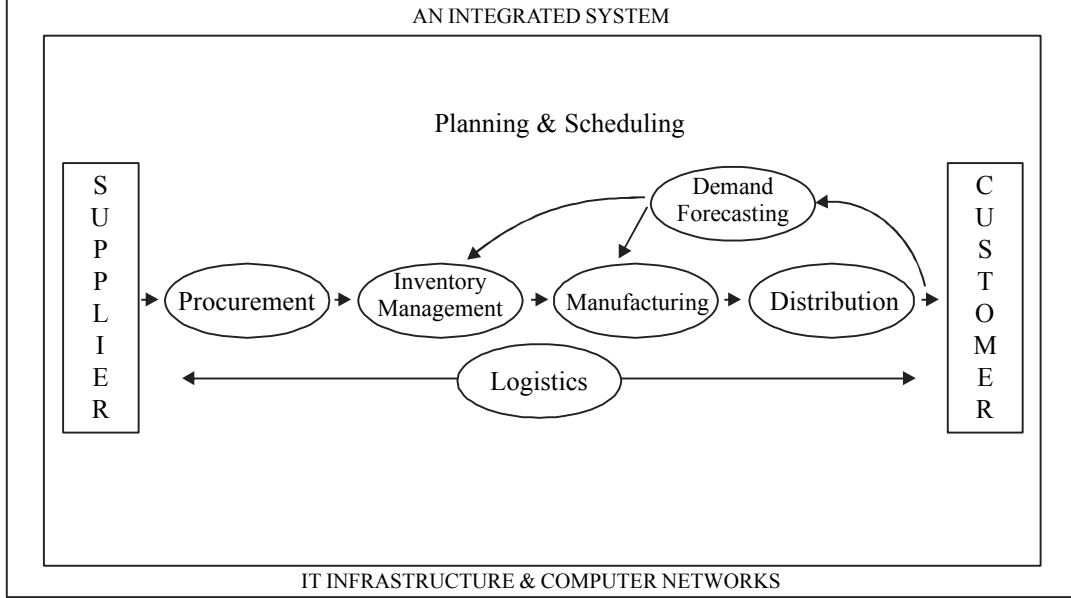 AN INTEGRATED SYSTEM
Planning & Scheduling
S
U
P
P
L
I
E
R
Procurement
Inventory
Management
Demand
Forecasting
Manufacturing
Distribution
Logistics
C
U
S
T
O
M
E
R
IT INFRASTRUCTURE & COMPUTER NETWORKS